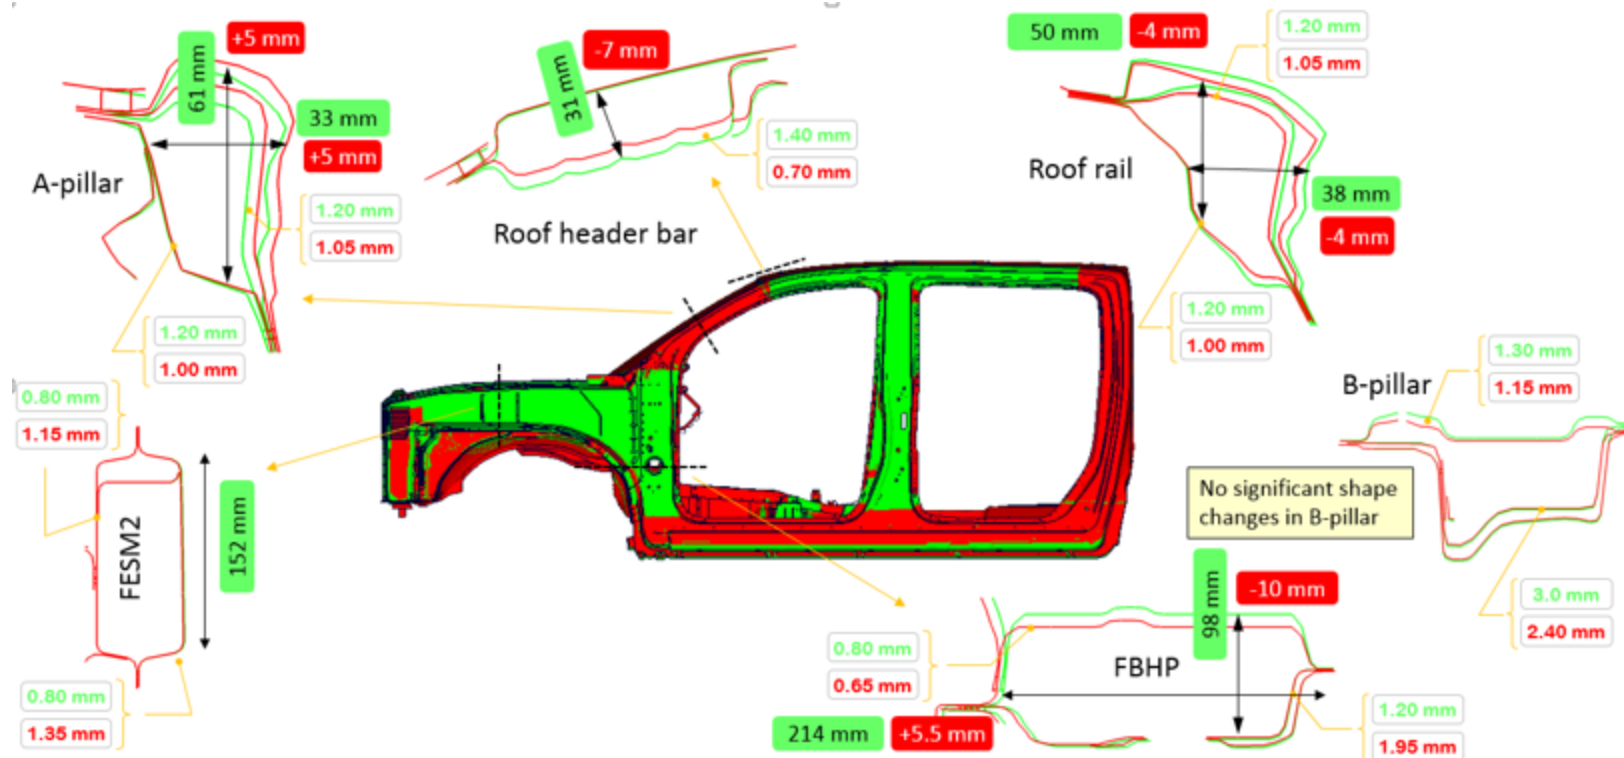 61 mm
+5 mm
33 mm
+5 mm
A-pillar
1.20 mm
1.05 mm
1.20 mm
1.00 mm
31 mm
-7 mm
1.40 mm
0.70 mm
Roof header bar
50 mm
-4 mm
1.20 mm
1.05 mm
Roof rail
38 mm
-4 mm
1.20 mm
1.00 mm
0.80 mm
1.15 mm
FESM2
152 mm
0.80 mm
1.35 mm
B-pillar
1.30 mm
1.15 mm
No significant shape
changes in B-pillar
3.0 mm
2.40 mm
98 mm
-10 mm
0.80 mm
0.65 mm
FBHP
214 mm
+5.5 mm
1.20 mm
1.95 mm